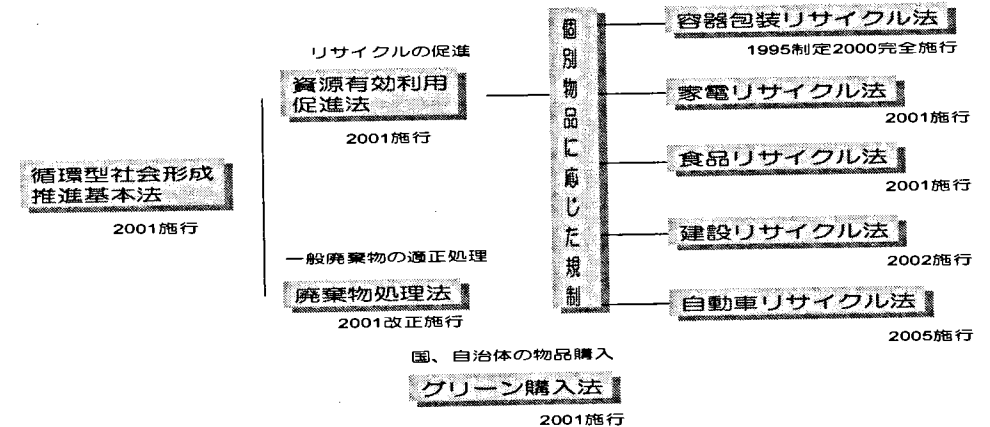 循環型社会形成
推進基本法
2001施行
リサイクルの促進
資源有効利用
促進法
2001施行
一般廃棄物の適正処理
廃棄物処理法
2001改正施行
個別物品に応じた規制
容器包装リサイクル法
1995制定2000完全施行
家電リサイクル法
2001施行
食品リサイクル法
2001施行
建設リサイクル法
2002施行
自動車リサイクル法
2005施行
国、自治体の物品購入
グリーン購入法
2001施行